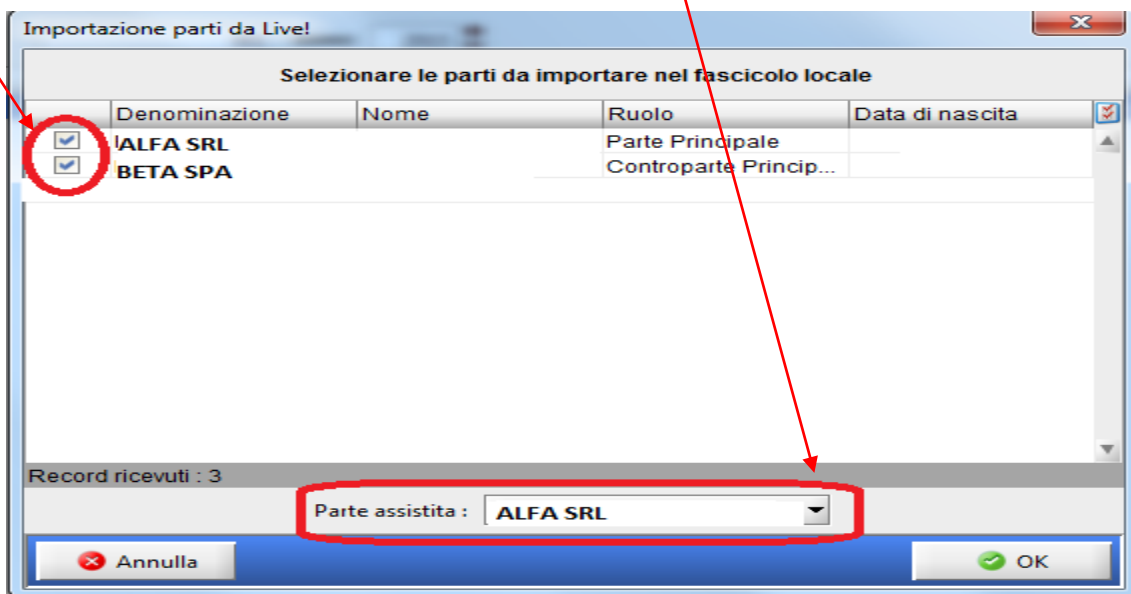 Importazione parti da Live!
Selezionare le parti da importare nel fascicolo locale
Denominazione Nome Ruolo Data di nascita
ALFA SRL Parte Principale
BETA SPA Controparte Princip...
Record ricevuti : 3
Parte assistita : ALFA SRL
Annulla OK